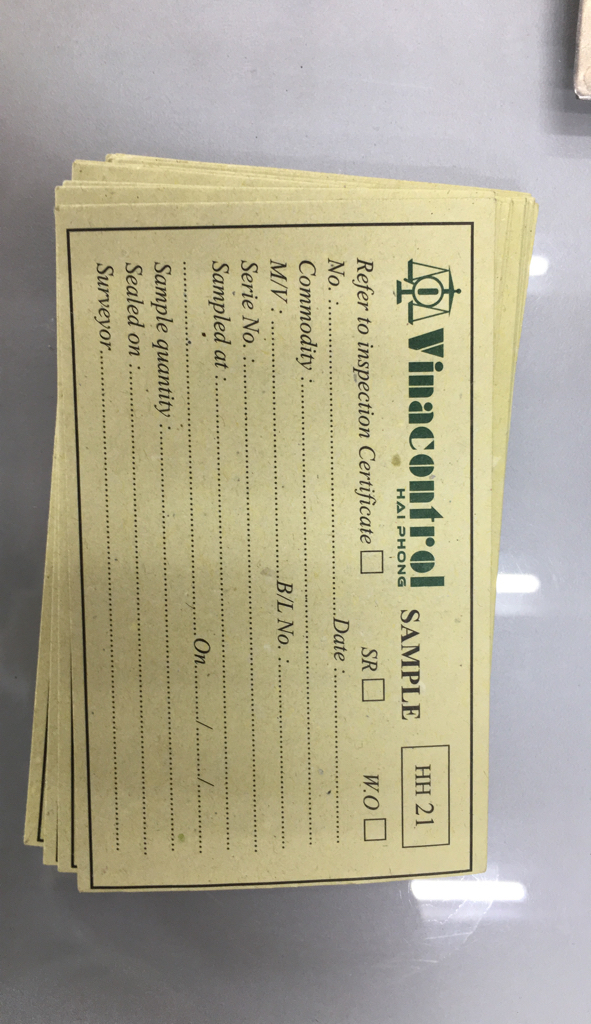 Vinacontrol SAMPLE HH 21
HAI PHONG
Refer to inspection Certificate □ SR □ W.O □
No. :..............................Date :..............................
Commodity :............................................................
M/V : ..............................B/L No. :..............................
Serie No. :............................................................
Sampled at :............................................................
..............................On........./........./.........
Sample quantity :............................................................
Sealed on :............................................................
Surveyor............................................................